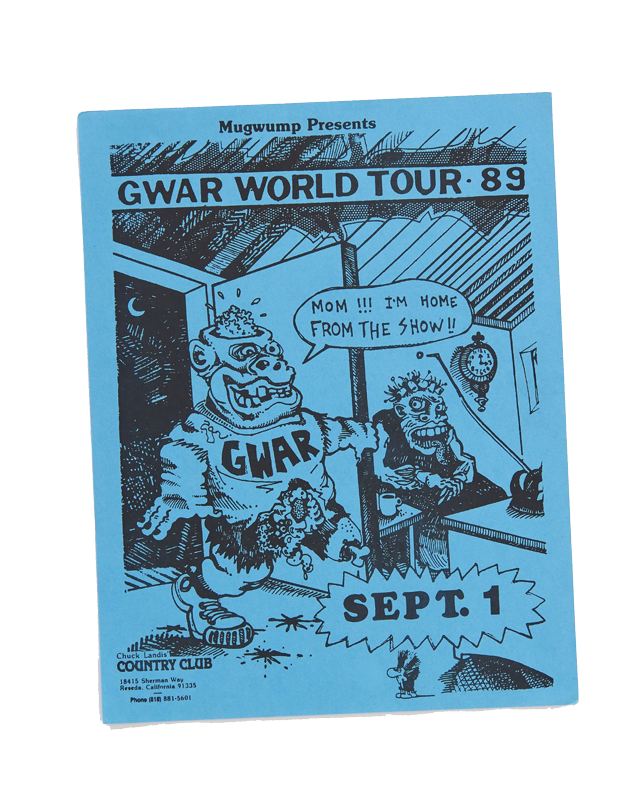 Mugwump Presents
GWAR WORLD TOUR · 89
MOM !!! I'M HOME
FROM THE SHOW!!
GWAR
SEPT. 1
Chuck Landis'
COUNTRY CLUB
18415 Sherman Way
Reseda, California 91335
Phone (818) 881-5601